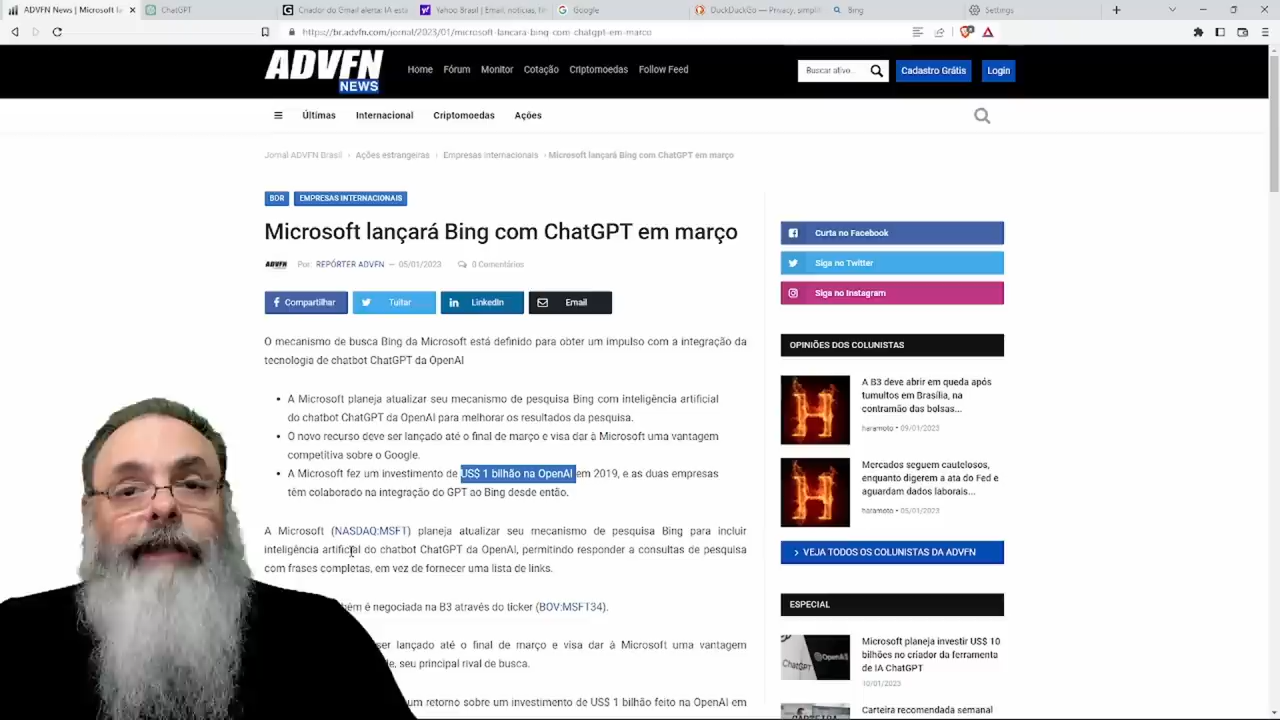 ADVFN News | Microsoft l
ChatGPT
Criador do Gmail alerta: IA está
Yahoo Brasil | Email, notícias, fin
Google
DuckDuckGo — Privacy, simplifi
Bing
Settings
https://br.advfn.com/jornal/2023/01/microsoft-lancara-bing-com-chatgpt-em-marco
ADVFN
NEWS
Home
Fórum
Monitor
Cotação
Criptomoedas
Follow Feed
Buscar ativo...
Cadastro Grátis
Login
Últimas
Internacional
Criptomoedas
Ações
Jornal ADVFN Brasil › Ações estrangeiras › Empresas Internacionais › Microsoft lançará Bing com ChatGPT em março
BDR
EMPRESAS INTERNACIONAIS
Microsoft lançará Bing com ChatGPT em março
ADVFN Por: REPÓRTER ADVFN — 05/01/2023 0 Comentários
Compartilhar
Tuitar
LinkedIn
Email
O mecanismo de busca Bing da Microsoft está definido para obter um impulso com a integração da
tecnologia de chatbot ChatGPT da OpenAI
• A Microsoft planeja atualizar seu mecanismo de pesquisa Bing com inteligência artificial
do chatbot ChatGPT da OpenAI para melhorar os resultados da pesquisa.
• O novo recurso deve ser lançado até o final de março e visa dar à Microsoft uma vantagem
competitiva sobre o Google.
• A Microsoft fez um investimento de US$ 1 bilhão na OpenAI em 2019, e as duas empresas
têm colaborado na integração do GPT ao Bing desde então.
A Microsoft (NASDAQ:MSFT) planeja atualizar seu mecanismo de pesquisa Bing para incluir
inteligência artificial do chatbot ChatGPT da OpenAI, permitindo responder a consultas de pesquisa
com frases completas, em vez de fornecer uma lista de links.
bém é negociada na B3 através do ticker (BOV:MSFT34).
ser lançado até o final de março e visa dar à Microsoft uma vantagem
seu principal rival de busca.
um retorno sobre um investimento de US$ 1 bilhão feito na OpenAI em
Curta no Facebook
Siga no Twitter
Siga no Instagram
OPINIÕES DOS COLUNISTAS
A B3 deve abrir em queda após
tumultos em Brasília, na
contramão das bolsas...
haramoto • 09/01/2023
Mercados seguem cautelosos,
enquanto digerem a ata do Fed e
aguardam dados laborais...
haramoto • 05/01/2023
› VEJA TODOS OS COLUNISTAS DA ADVFN
ESPECIAL
Microsoft planeja investir US$ 10
bilhões no criador da ferramenta
de IA ChatGPT
10/01/2023
ChatGPT
OpenAI
Carteira recomendada semanal